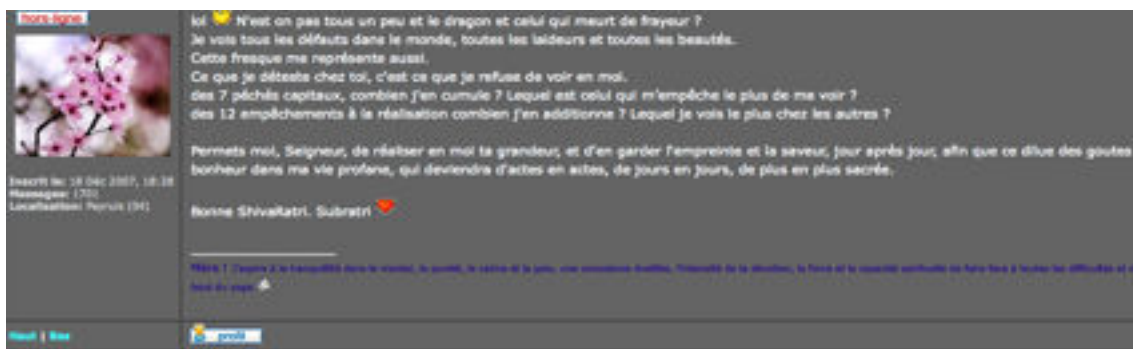 hors-ligne
lol N'est on pas tous un peu et le dragon et celui qui meurt de frayeur ?
Je vois tous les défauts dans le monde, toutes les laideurs et toutes les beautés.
Cette fresque me représente aussi.
Ce que je déteste chez toi, c'est ce que je refuse de voir en moi.
des 7 péchés capitaux, combien j'en cumule ? Lequel est celui qui m'empêche le plus de me voir ?
des 12 empêchements à la réalisation combien j'en additionne ? Lequel je vois le plus chez les autres ?
Permets moi, Seigneur, de réaliser en moi ta grandeur, et d'en garder l'empreinte et la saveur, jour après jour, afin que ce dilue des goutes
bonheur dans ma vie profane, qui deviendra d'actes en actes, de jours en jours, de plus en plus sacrée.
Inscrit le: 18 Déc 2007, 18:28
Messages: 1701
Localisation:
Bonne ShivaRatri. Subratri
Haut | Bas
profil